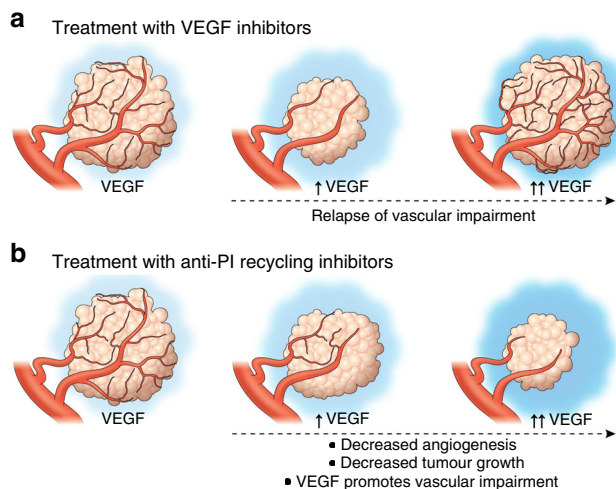 a
Treatment with VEGF inhibitors
VEGF
↑ VEGF
↑↑ VEGF
Relapse of vascular impairment
b
Treatment with anti-PI recycling inhibitors
VEGF
↑ VEGF
↑↑ VEGF
▪ Decreased angiogenesis
▪ Decreased tumour growth
▪ VEGF promotes vascular impairment